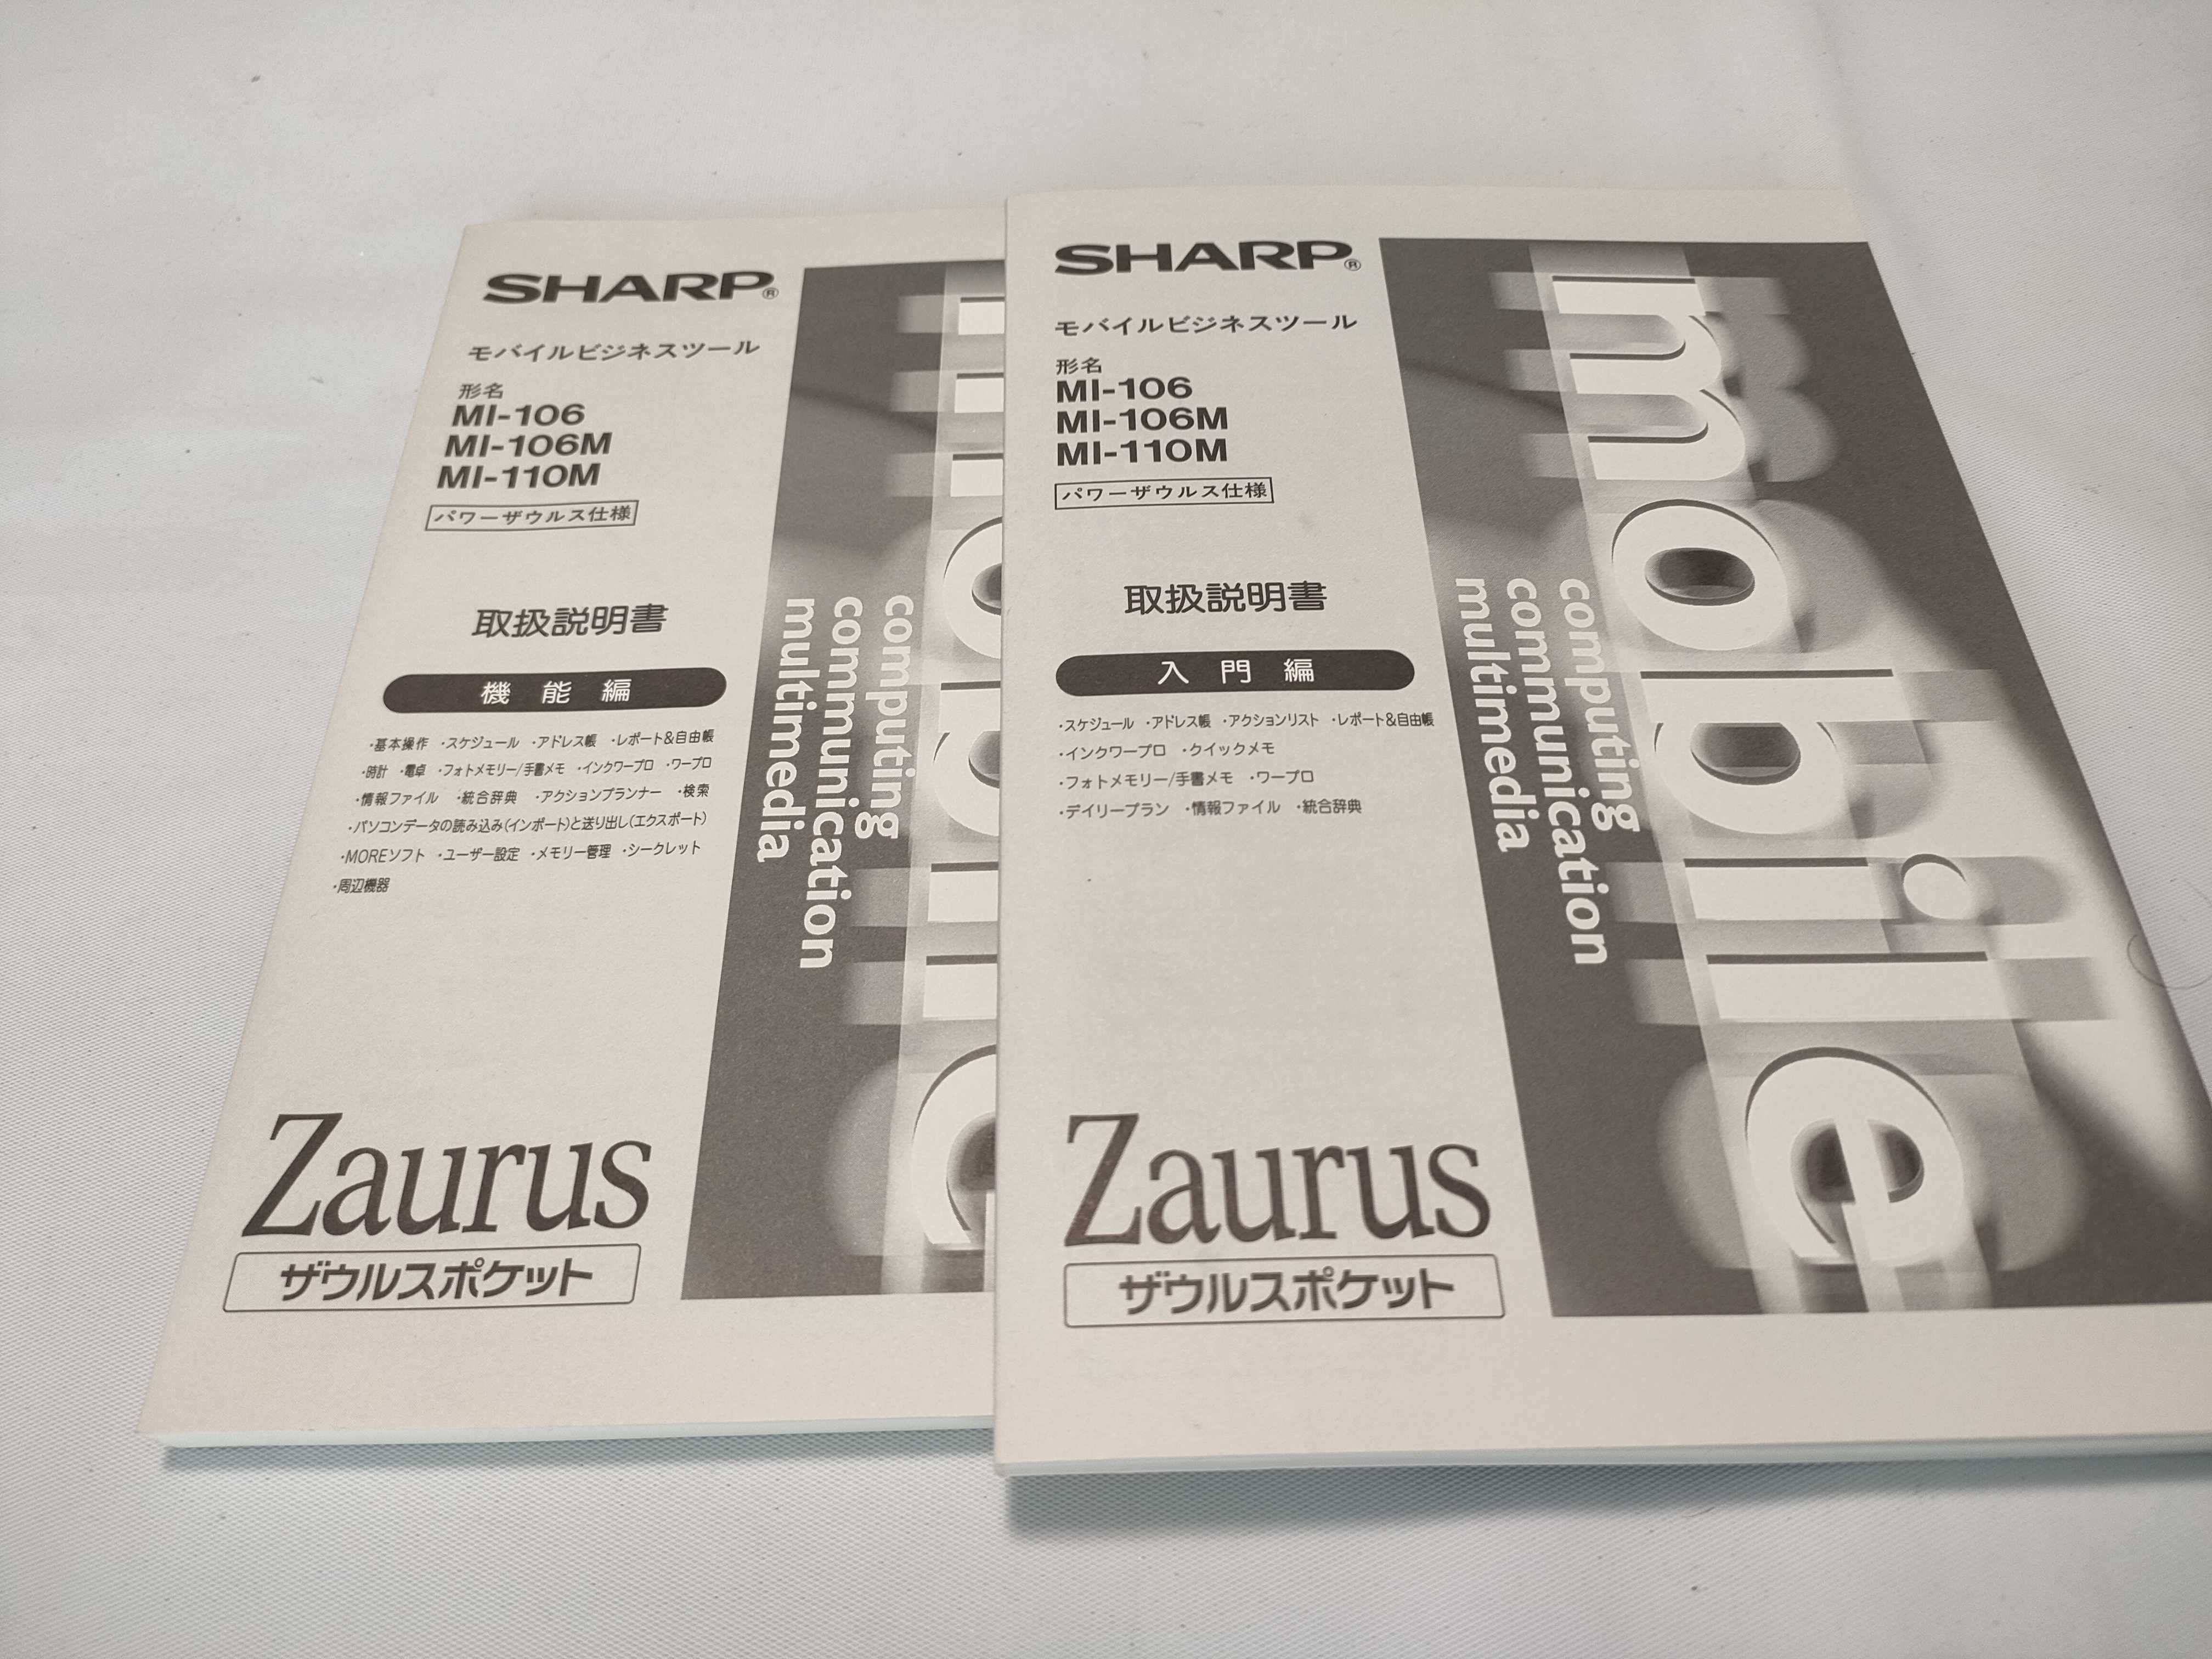 SHARP®
モバイルビジネスツール
形名
MI-106
MI-106M
MI-110M
パワーザウルス仕様
取扱説明書
機能編
・基本操作 ・スケジュール ・アドレス帳 ・レポート&自由帳
・時計 ・電卓 ・フォトメモリー/手書メモ ・インクワープロ ・ワープロ
・情報ファイル ・統合辞典 ・アクションプランナー ・検索
・パソコンデータの読み込み(インポート)と送り出し(エクスポート)
・MOREソフト ・ユーザー設定 ・メモリー管理 ・シークレット
・周辺機器
computing
communication
multimedia
Zaurus
ザウルスポケット
SHARP®
モバイルビジネスツール
形名
MI-106
MI-106M
MI-110M
パワーザウルス仕様
取扱説明書
入門編
・スケジュール ・アドレス帳 ・アクションリスト ・レポート&自由帳
・インクワープロ ・クイックメモ
・フォトメモリー/手書メモ ・ワープロ
・デイリープラン ・情報ファイル ・統合辞典
mobile
computing
communication
multimedia
Zaurus
ザウルスポケット